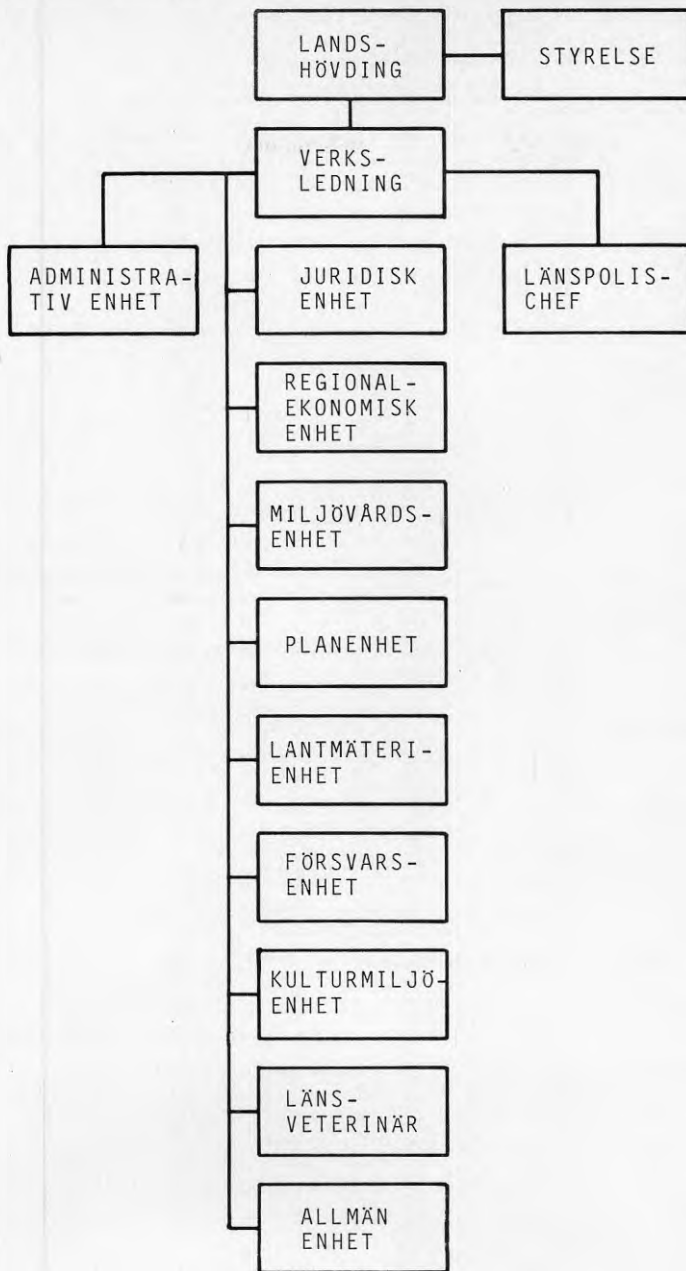 LANDS-
HÖVDING
STYRELSE
VERKS-
LEDNING
ADMINISTRA-
TIV ENHET
JURIDISK
ENHET
LÄNSPOLIS-
CHEF
REGIONAL-
EKONOMISK
ENHET
MILJÖVÅRDS-
ENHET
PLANENHET
LANTMÄTERI-
ENHET
FÖRSVARS-
ENHET
KULTURMILJÖ-
ENHET
LÄNS-
VETERINÄR
ALLMÄN
ENHET